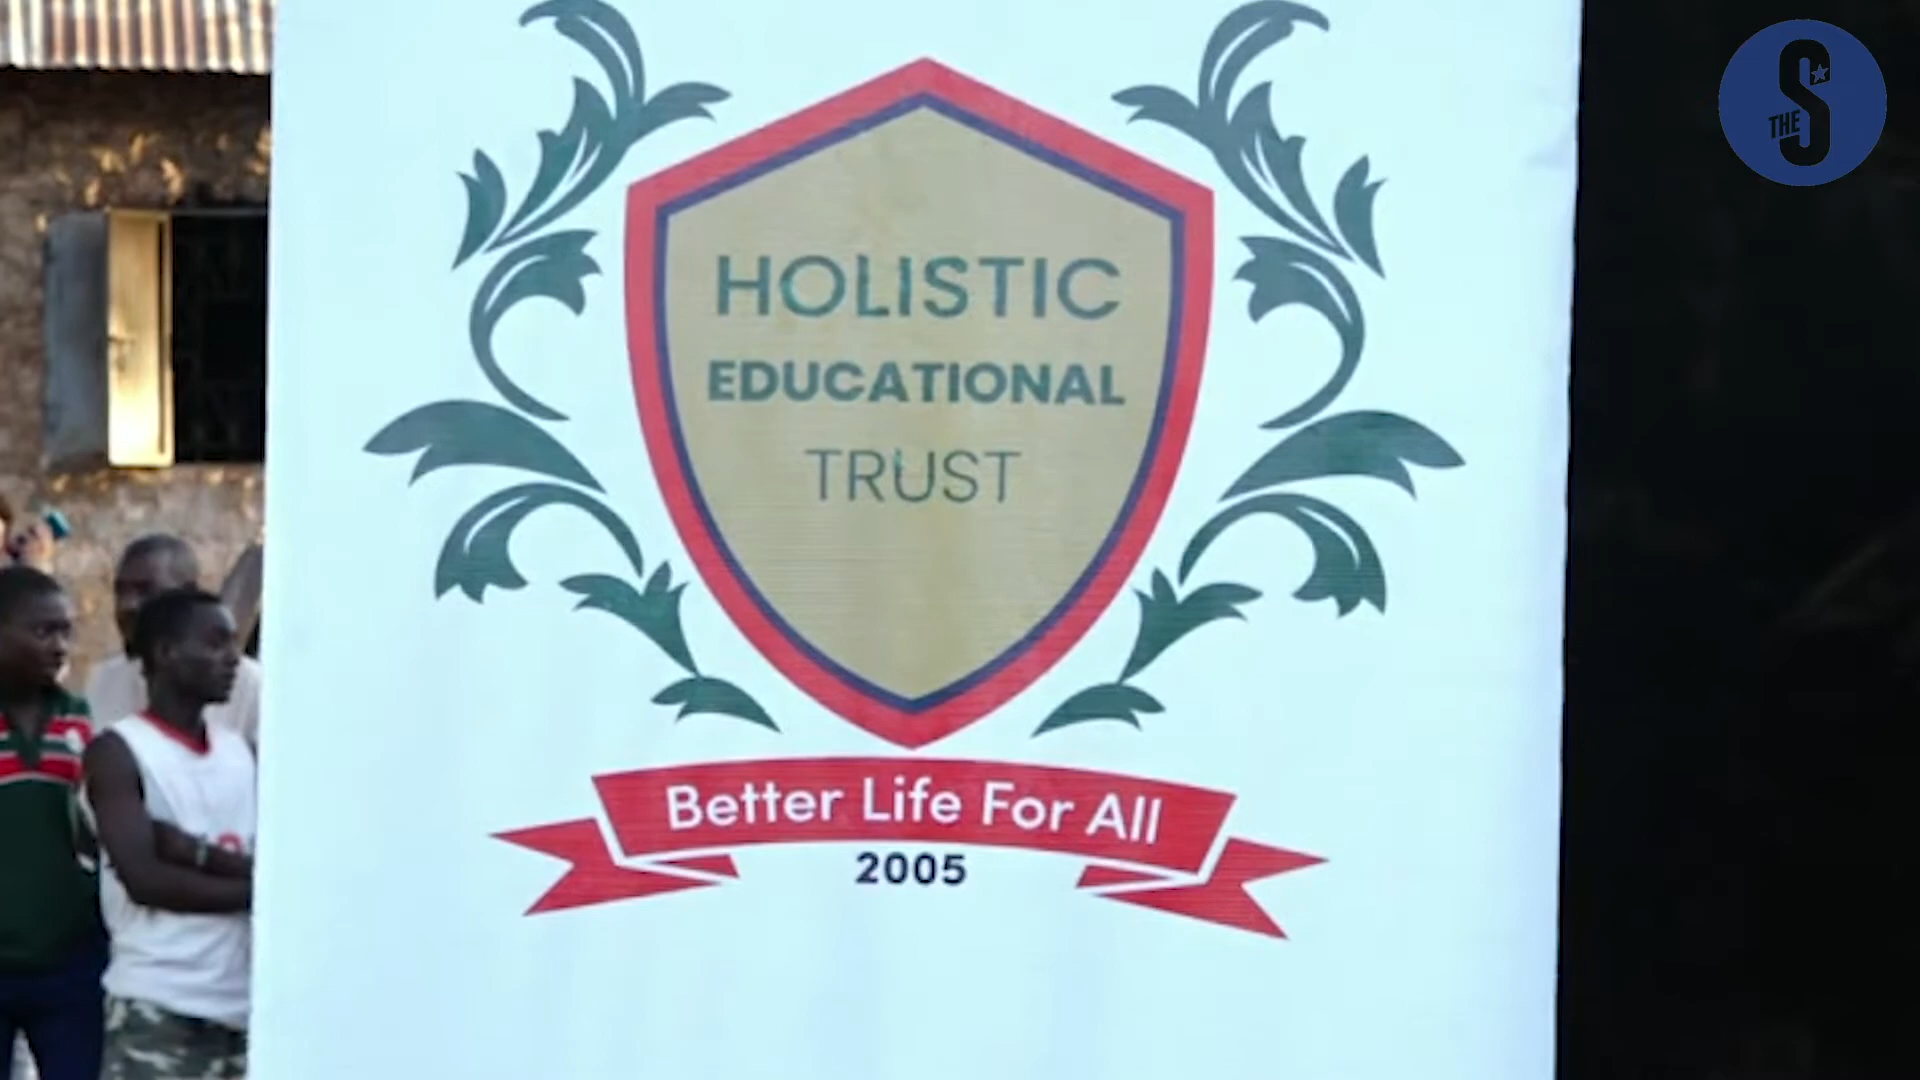 THE S
HOLISTIC
EDUCATIONAL
TRUST
Better Life For All
2005